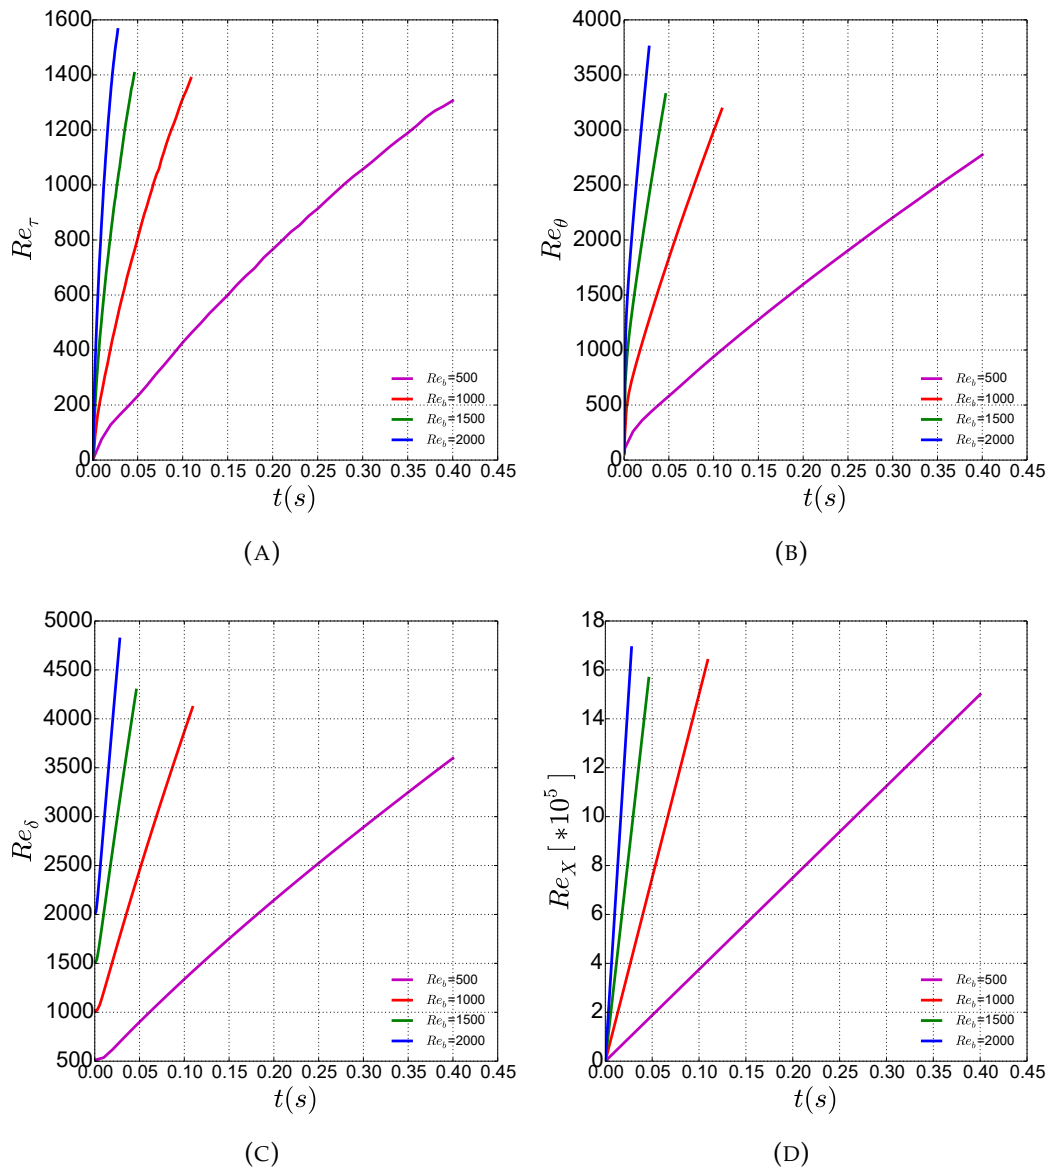 1600
1400
1200
1000
800
600
400
200
0
Re_τ
0.00 0.05 0.10 0.15 0.20 0.25 0.30 0.35 0.40 0.45
t(s)
Re_b=500
Re_b=1000
Re_b=1500
Re_b=2000
(A)
4000
3500
3000
2500
2000
1500
1000
500
0
Re_θ
0.00 0.05 0.10 0.15 0.20 0.25 0.30 0.35 0.40 0.45
t(s)
Re_b=500
Re_b=1000
Re_b=1500
Re_b=2000
(B)
5000
4500
4000
3500
3000
2500
2000
1500
1000
500
Re_δ
0.00 0.05 0.10 0.15 0.20 0.25 0.30 0.35 0.40 0.45
t(s)
Re_b=500
Re_b=1000
Re_b=1500
Re_b=2000
(C)
18
16
14
12
10
8
6
4
2
0
Re_X [*10^5]
0.00 0.05 0.10 0.15 0.20 0.25 0.30 0.35 0.40 0.45
t(s)
Re_b=500
Re_b=1000
Re_b=1500
Re_b=2000
(D)